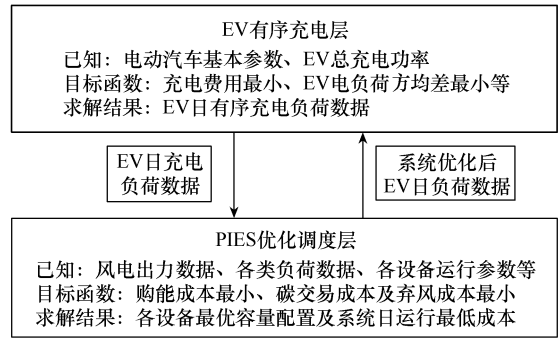 EV有序充电层
已知：电动汽车基本参数、EV总充电功率
目标函数：充电费用最小、EV电负荷方均差最小等
求解结果：EV日有序充电负荷数据
EV日充电
负荷数据
系统优化后
EV日负荷数据
PIES优化调度层
已知：风电出力数据、各类负荷数据、各设备运行参数等
目标函数：购能成本最小、碳交易成本及弃风成本最小
求解结果：各设备最优容量配置及系统日运行最低成本